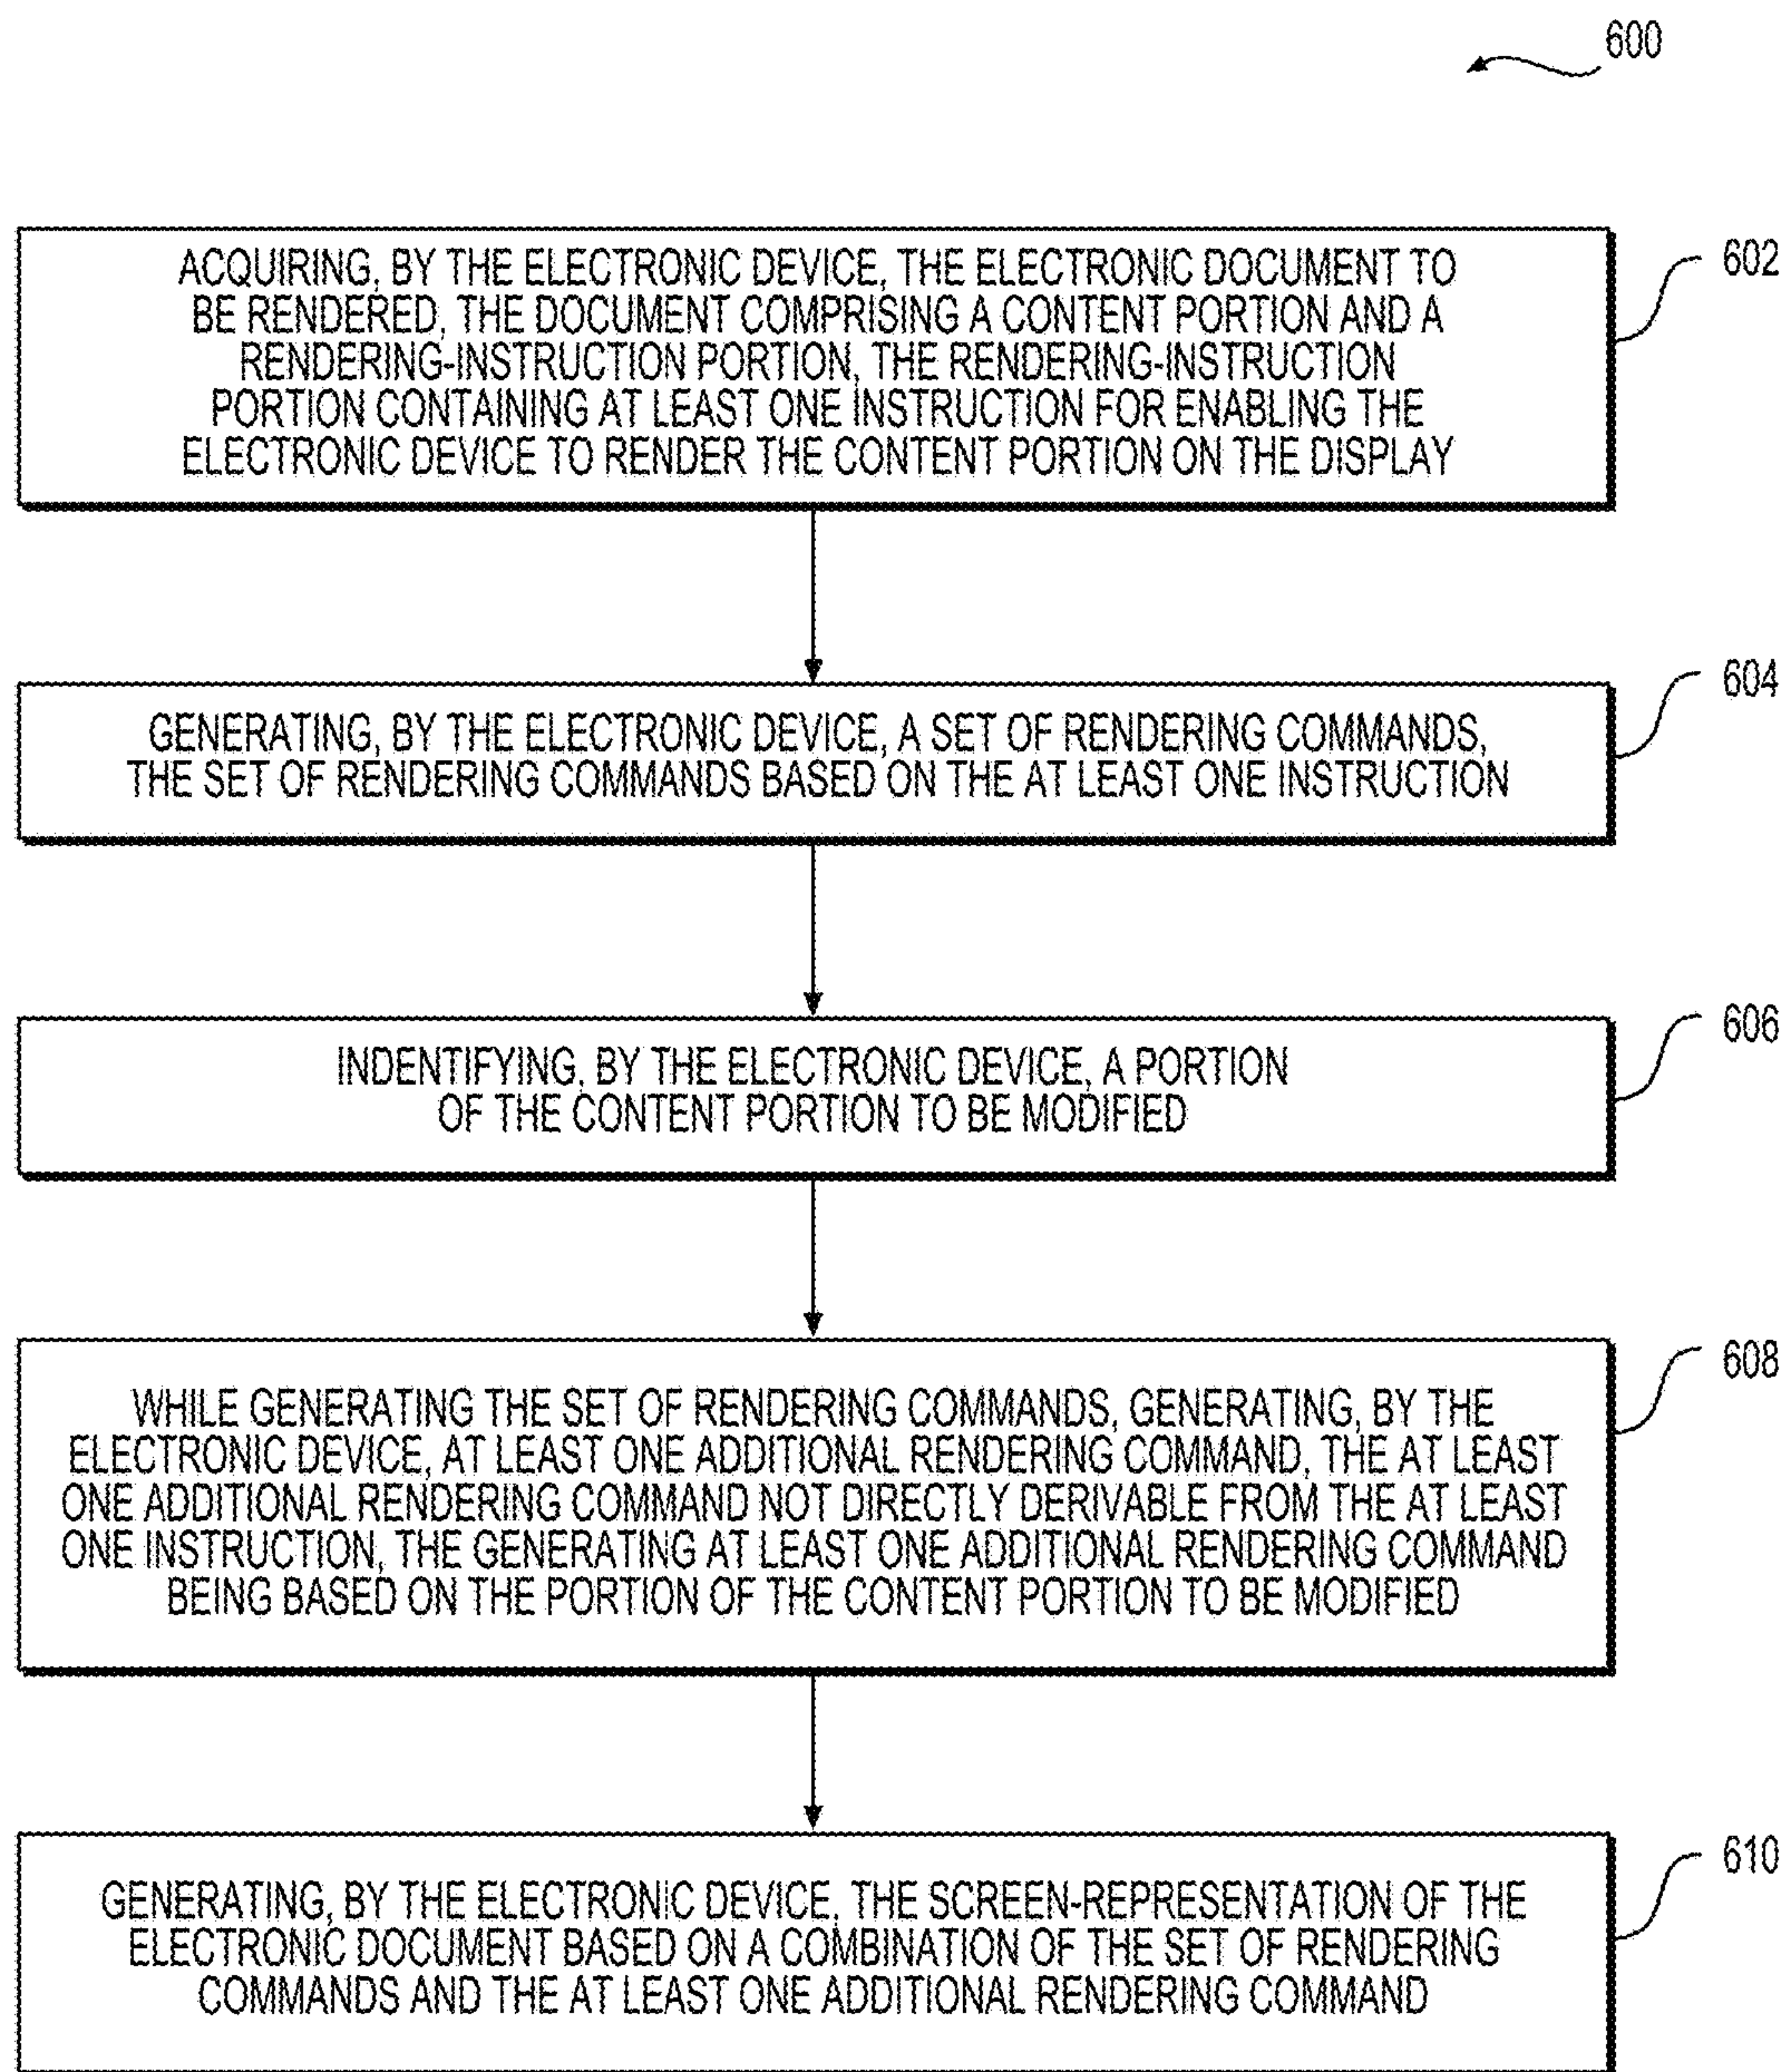 600
ACQUIRING, BY THE ELECTRONIC DEVICE, THE ELECTRONIC DOCUMENT TO
BE RENDERED, THE DOCUMENT COMPRISING A CONTENT PORTION AND A
RENDERING-INSTRUCTION PORTION, THE RENDERING-INSTRUCTION
PORTION CONTAINING AT LEAST ONE INSTRUCTION FOR ENABLING THE
ELECTRONIC DEVICE TO RENDER THE CONTENT PORTION ON THE DISPLAY
602
GENERATING, BY THE ELECTRONIC DEVICE, A SET OF RENDERING COMMANDS,
THE SET OF RENDERING COMMANDS BASED ON THE AT LEAST ONE INSTRUCTION
604
INDENTIFYING, BY THE ELECTRONIC DEVICE, A PORTION
OF THE CONTENT PORTION TO BE MODIFIED
606
WHILE GENERATING THE SET OF RENDERING COMMANDS, GENERATING, BY THE
ELECTRONIC DEVICE, AT LEAST ONE ADDITIONAL RENDERING COMMAND, THE AT LEAST
ONE ADDITIONAL RENDERING COMMAND NOT DIRECTLY DERIVABLE FROM THE AT LEAST
ONE INSTRUCTION, THE GENERATING AT LEAST ONE ADDITIONAL RENDERING COMMAND
BEING BASED ON THE PORTION OF THE CONTENT PORTION TO BE MODIFIED
608
GENERATING, BY THE ELECTRONIC DEVICE, THE SCREEN-REPRESENTATION OF THE
ELECTRONIC DOCUMENT BASED ON A COMBINATION OF THE SET OF RENDERING
COMMANDS AND THE AT LEAST ONE ADDITIONAL RENDERING COMMAND
610